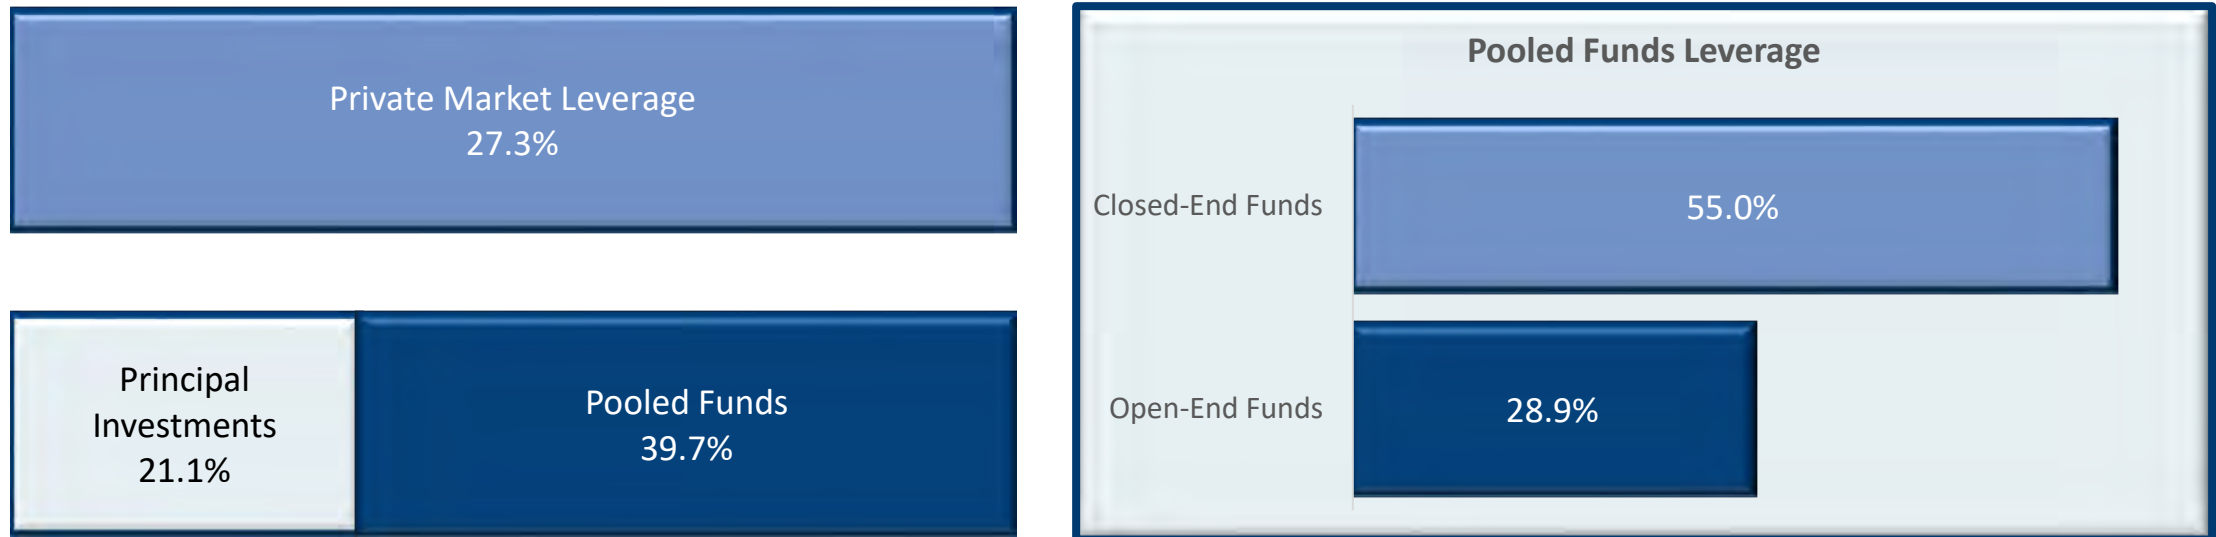 Private Market Leverage
27.3%
Principal
Investments
21.1%
Pooled Funds
39.7%
Pooled Funds Leverage
Closed-End Funds
55.0%
Open-End Funds
28.9%